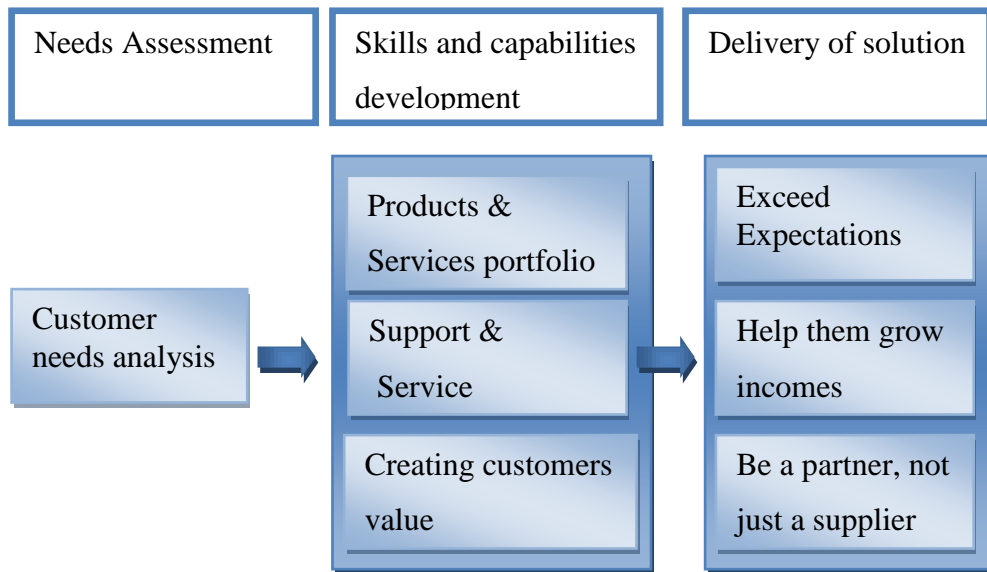 Needs Assessment
Skills and capabilities
development
Delivery of solution
Customer
needs analysis
Products &
Services portfolio
Support &
Service
Creating customers
value
Exceed
Expectations
Help them grow
incomes
Be a partner, not
just a supplier